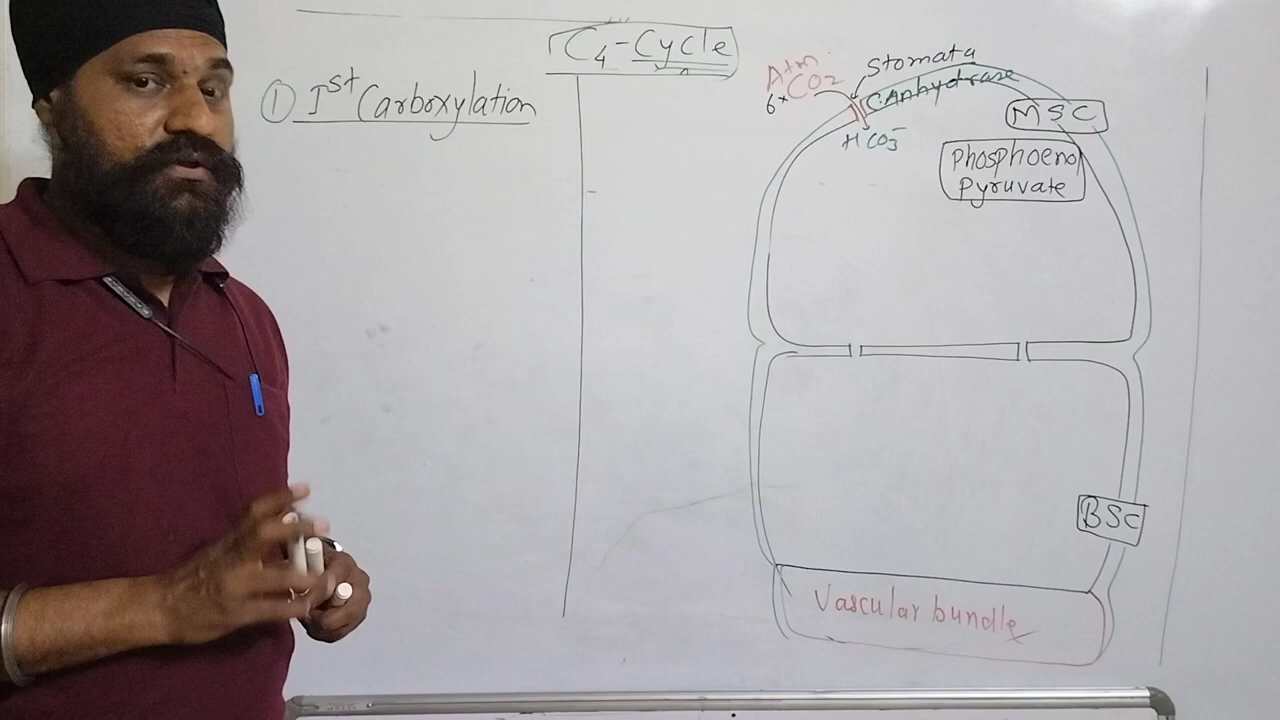 C4-Cycle
① Ist Carboxylation
Atm
6×CO2
Stomata
C Anhydrase
HCO3-
MSC
Phosphoenol
Pyruvate
BSC
Vascular bundle